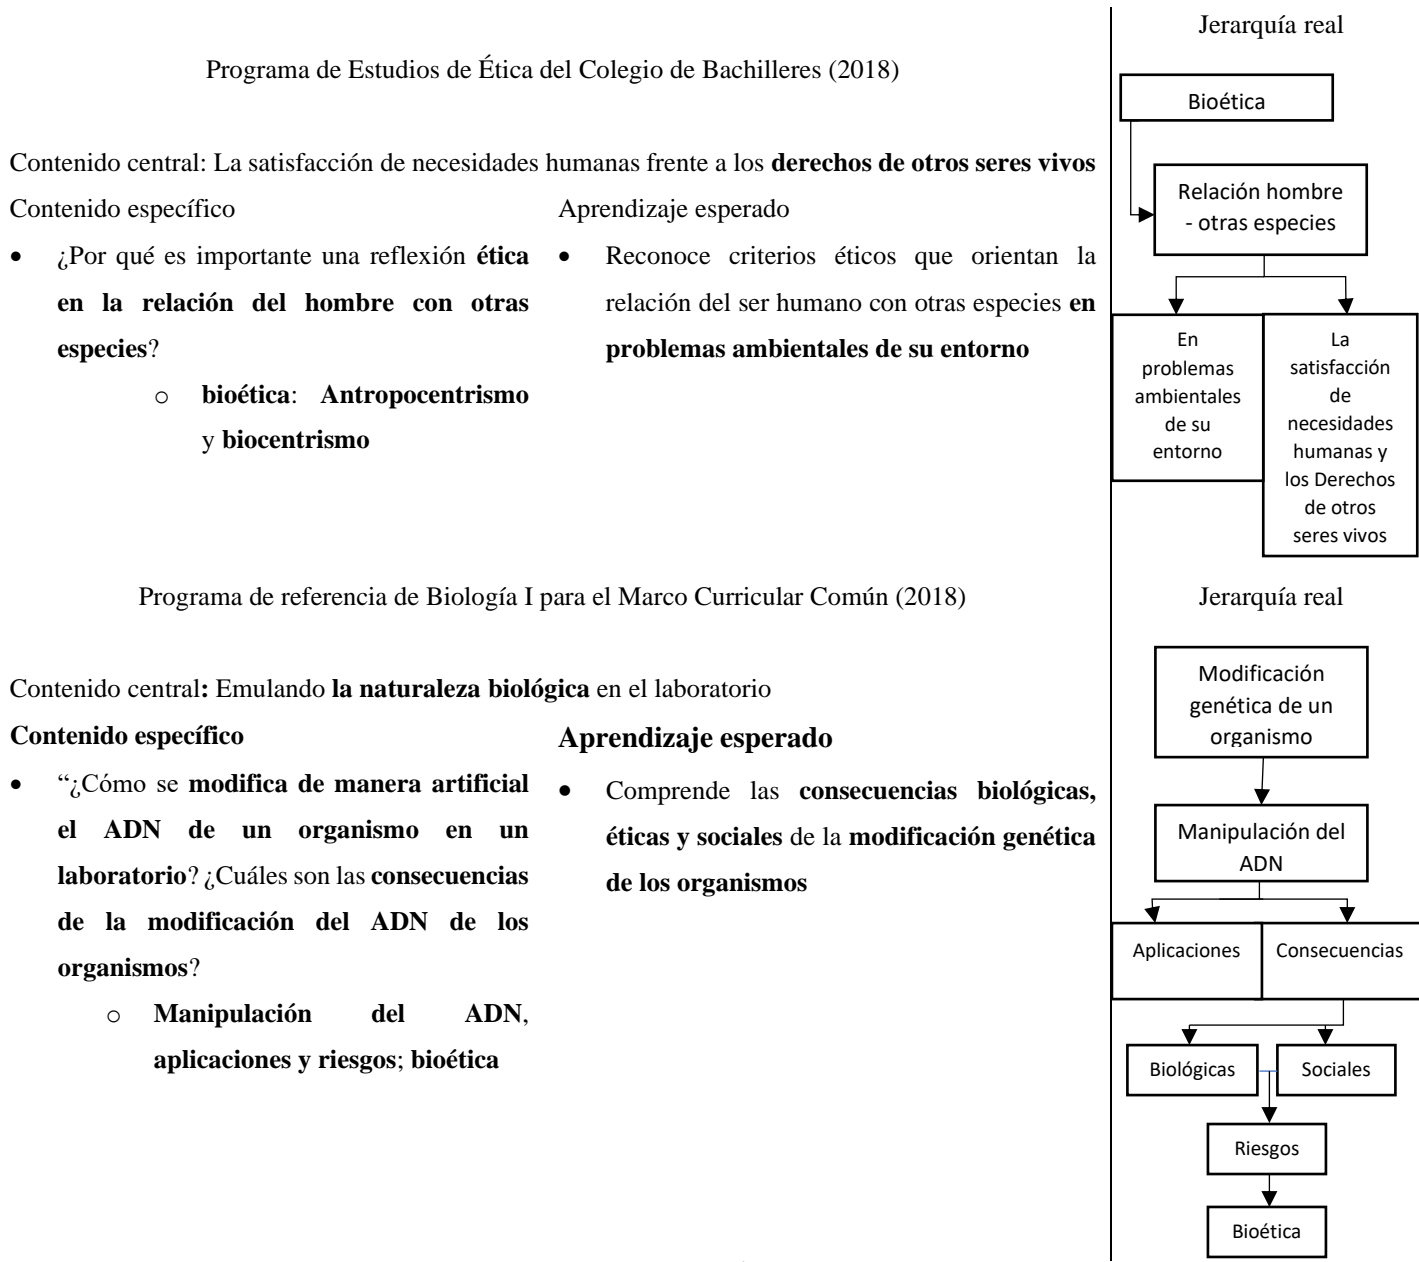 Programa de Estudios de Ética del Colegio de Bachilleres (2018)
Contenido central: La satisfacción de necesidades humanas frente a los derechos de otros seres vivos
Contenido específico
• ¿Por qué es importante una reflexión ética
en la relación del hombre con otras
especies?
o bioética: Antropocentrismo
y biocentrismo
Aprendizaje esperado
• Reconoce criterios éticos que orientan la
relación del ser humano con otras especies en
problemas ambientales de su entorno
Jerarquía real
Bioética
Relación hombre
- otras especies
En
problemas
ambientales
de su
entorno
La
satisfacción
de
necesidades
humanas y
los Derechos
de otros
seres vivos
Programa de referencia de Biología I para el Marco Curricular Común (2018)
Contenido central: Emulando la naturaleza biológica en el laboratorio
Contenido específico
• “¿Cómo se modifica de manera artificial
el ADN de un organismo en un
laboratorio? ¿Cuáles son las consecuencias
de la modificación del ADN de los
organismos?
o Manipulación del ADN,
aplicaciones y riesgos; bioética
Aprendizaje esperado
• Comprende las consecuencias biológicas,
éticas y sociales de la modificación genética
de los organismos
Jerarquía real
Modificación
genética de un
organismo
Manipulación del
ADN
Aplicaciones
Consecuencias
Biológicas
Sociales
Riesgos
Bioética